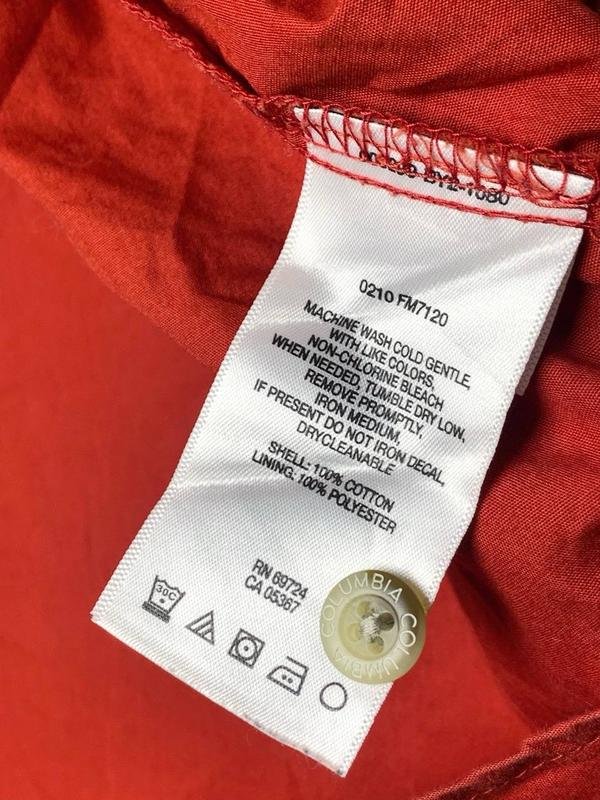 0210 FM7120
MACHINE WASH COLD GENTLE,
WITH LIKE COLORS,
NON-CHLORINE BLEACH
WHEN NEEDED, TUMBLE DRY LOW,
REMOVE PROMPTLY,
IRON MEDIUM,
IF PRESENT DO NOT IRON DECAL,
DRYCLEANABLE
SHELL: 100% COTTON
LINING: 100% POLYESTER
RN 69724
CA 05367
30C
COLUMBIA COLUMBIA